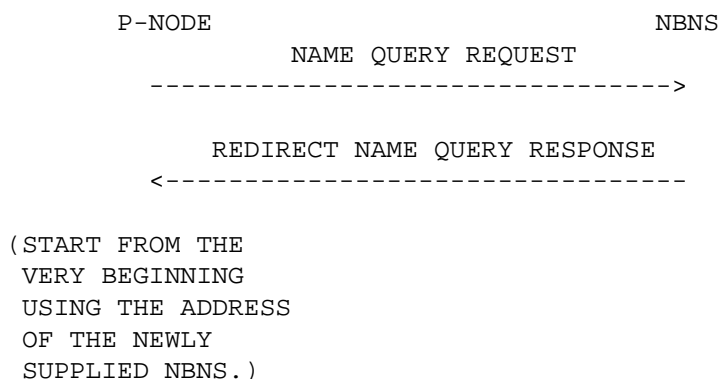 P-NODE NBNS
NAME QUERY REQUEST
--------------------------------->
REDIRECT NAME QUERY RESPONSE
<---------------------------------
(START FROM THE
VERY BEGINNING
USING THE ADDRESS
OF THE NEWLY
SUPPLIED NBNS.)